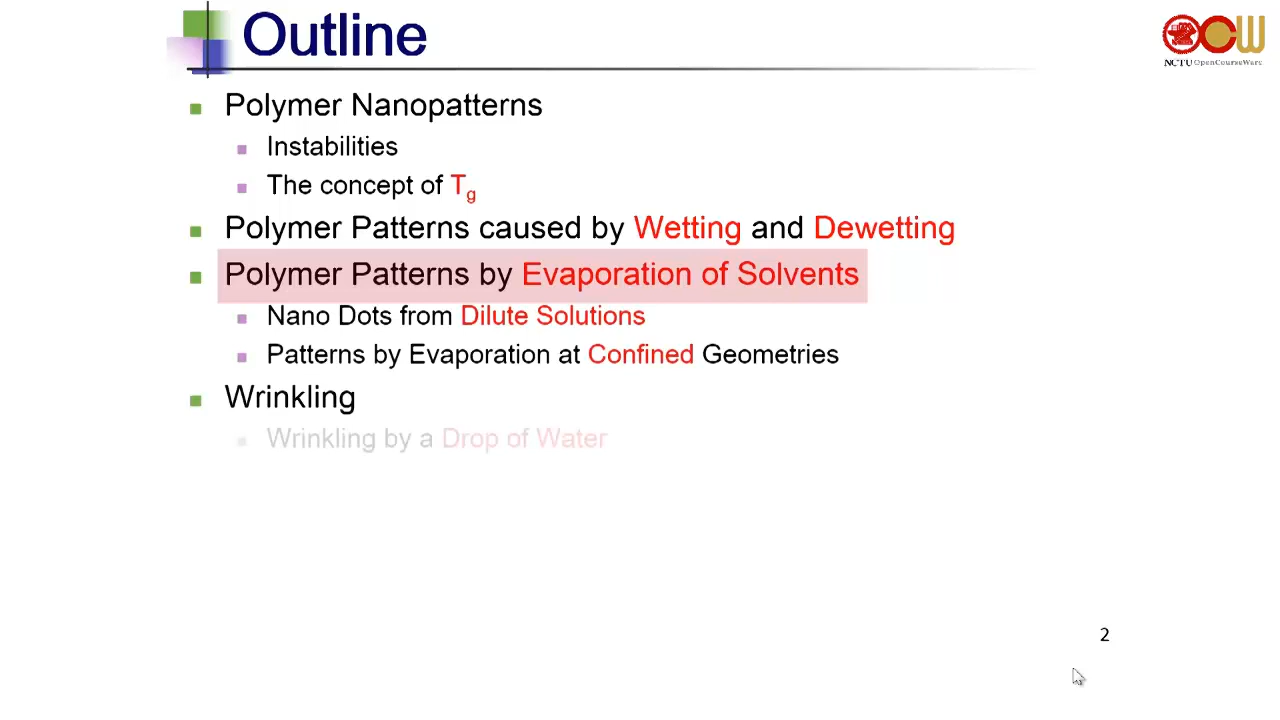 Outline
OCW
NCTU OpenCourseWare
Polymer Nanopatterns
Instabilities
The concept of Tg
Polymer Patterns caused by Wetting and Dewetting
Polymer Patterns by Evaporation of Solvents
Nano Dots from Dilute Solutions
Patterns by Evaporation at Confined Geometries
Wrinkling
Wrinkling by a Drop of Water
2